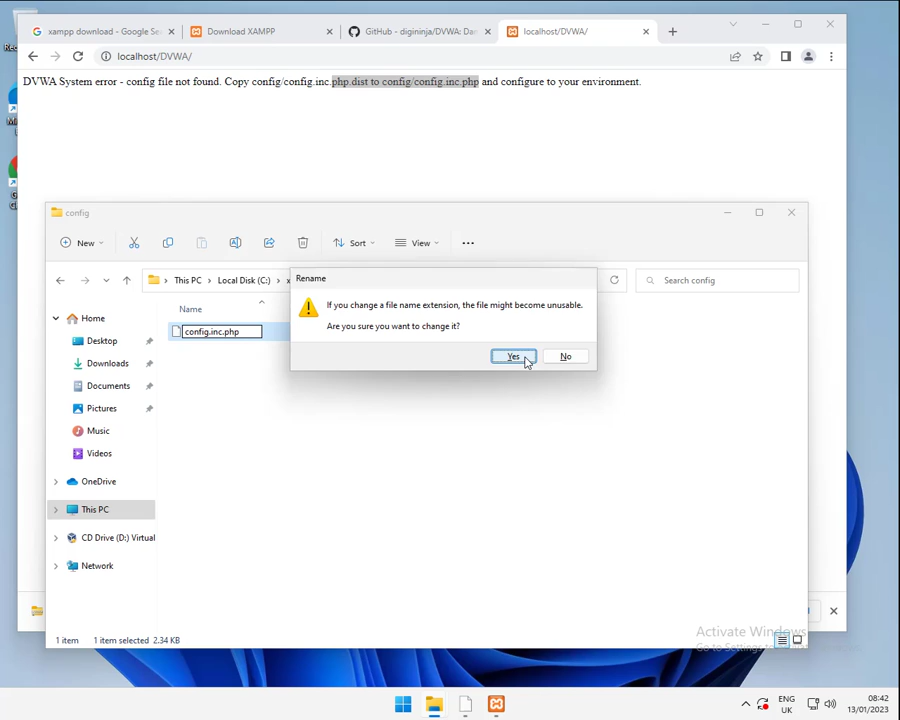 xampp download - Google Se
Download XAMPP
GitHub - digininja/DVWA: Da
localhost/DVWA/
localhost/DVWA/
DVWA System error - config file not found. Copy config/config.inc.php.dist to config/config.inc.php and configure to your environment.
config
New
Sort
View
This PC
Local Disk (C:)
Search config
Rename
If you change a file name extension, the file might become unusable.
Are you sure you want to change it?
Yes
No
Name
config.inc.php
Home
Desktop
Downloads
Documents
Pictures
Music
Videos
OneDrive
This PC
CD Drive (D:) Virtual
Network
1 item
1 item selected 2.34 KB
Activate Windows
Go to Settings to
ENG
UK
08:42
13/01/2023